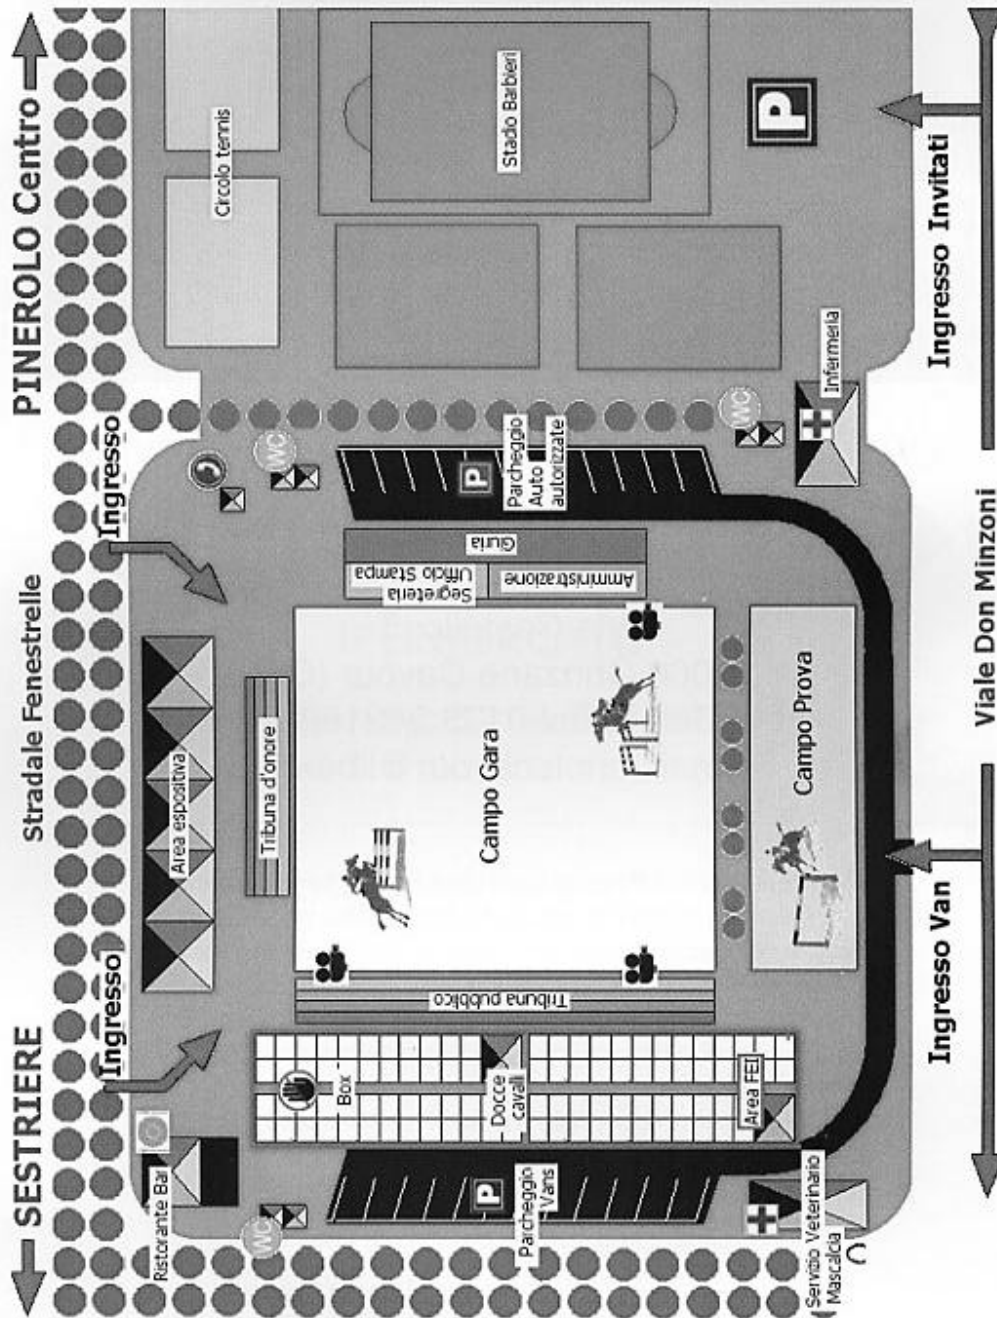 SESTRIERE
Stradale Fenestrelle
PINEROLO Centro
Ingresso
Ingresso
Ristorante Bar
Area espositiva
Circolo tennis
WC
WC
Box
Tribuna d'onore
P
Parcheggio
Vans
Docce
cavalli
Tribuna pubblico
Campo Gara
Segreteria
Ufficio Stampa
Amministrazione
Giuria
P
Parcheggio
Auto
autorizzate
Stadio Barbieri
WC
Area FEI
Servizio Veterinario
Mascalcia
Campo Prova
Infermeria
P
Ingresso Van
Ingresso Invitati
Viale Don Minzoni